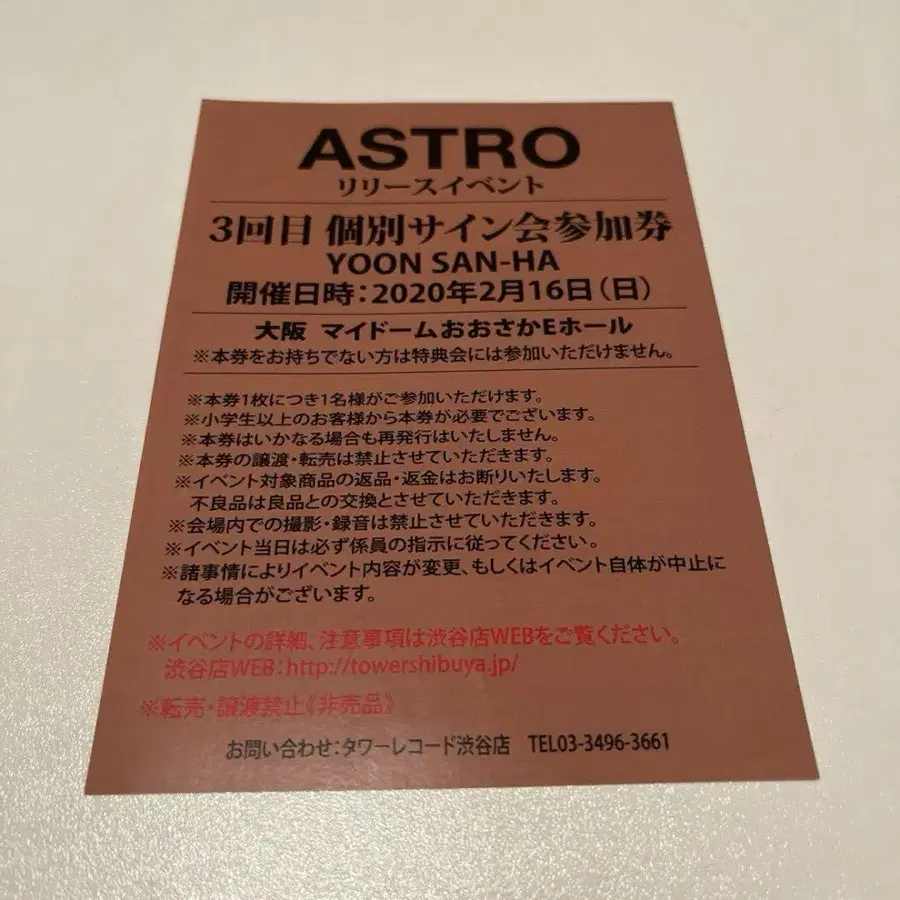 ASTRO
リリースイベント
3回目 個別サイン会参加券
YOON SAN-HA
開催日時：2020年2月16日（日）
大阪 マイドームおおさかEホール
※本券をお持ちでない方は特典会には参加いただけません。
※本券1枚につき1名様がご参加いただけます。
※小学生以上のお客様から本券が必要でございます。
※本券はいかなる場合も再発行はいたしません。
※本券の譲渡・転売は禁止させていただきます。
※イベント対象商品の返品・返金はお断りいたします。
不良品は良品との交換とさせていただきます。
※会場内での撮影・録音は禁止させていただきます。
※イベント当日は必ず係員の指示に従ってください。
※諸事情によりイベント内容が変更、もしくはイベント自体が中止に
なる場合がございます。
※イベントの詳細、注意事項は渋谷店WEBをご覧ください。
渋谷店WEB：http://towershibuya.jp/
※転売・譲渡禁止《非売品》
お問い合わせ：タワーレコード渋谷店 TEL03-3496-3661